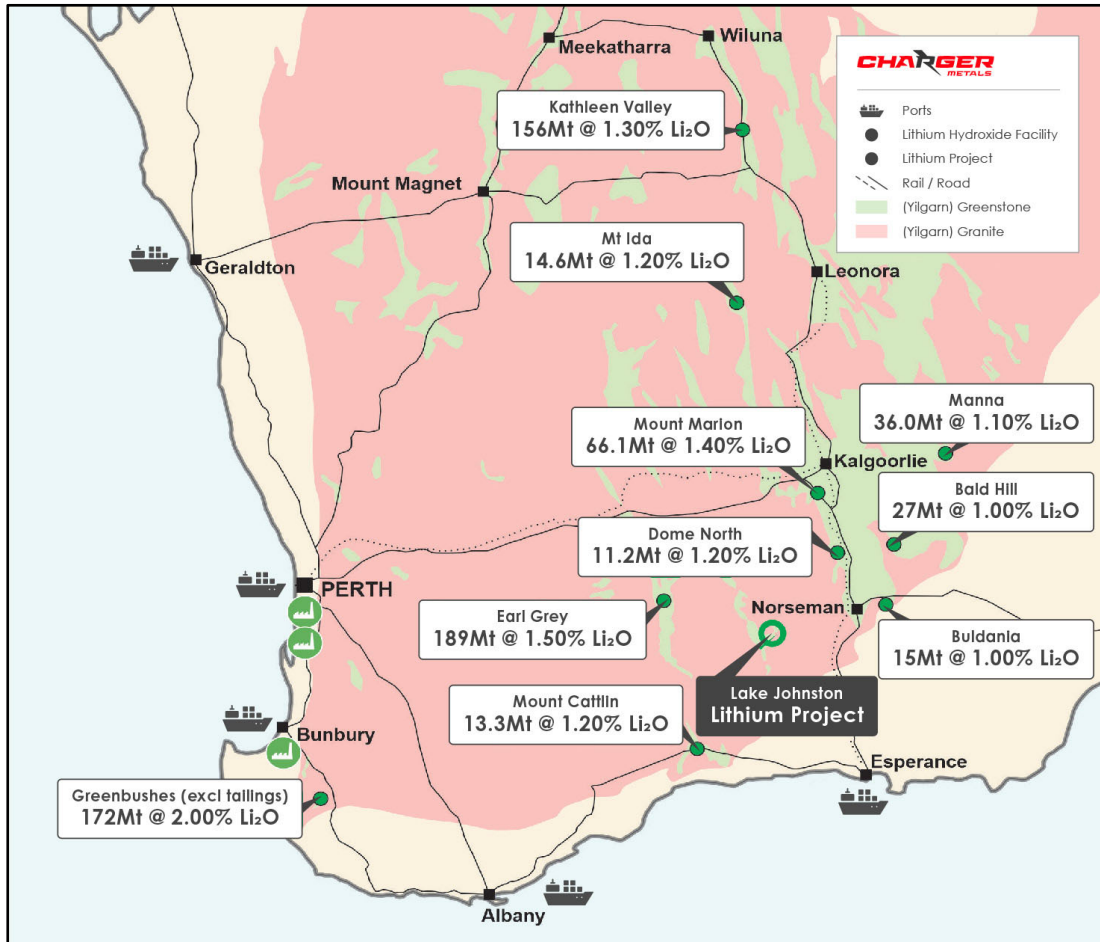 Meekatharra
Wiluna
CHARGER
METALS
Ports
Lithium Hydroxide Facility
Lithium Project
Rail / Road
(Yilgarn) Greenstone
(Yilgarn) Granite
Kathleen Valley
156Mt @ 1.30% Li₂O
Mount Magnet
Mt Ida
14.6Mt @ 1.20% Li₂O
Geraldton
Leonora
Manna
36.0Mt @ 1.10% Li₂O
Mount Marion
66.1Mt @ 1.40% Li₂O
Kalgoorlie
Bald Hill
27Mt @ 1.00% Li₂O
Dome North
11.2Mt @ 1.20% Li₂O
PERTH
Earl Grey
189Mt @ 1.50% Li₂O
Norseman
Buldania
15Mt @ 1.00% Li₂O
Lake Johnston
Lithium Project
Mount Cattlin
13.3Mt @ 1.20% Li₂O
Bunbury
Esperance
Greenbushes (excl tailings)
172Mt @ 2.00% Li₂O
Albany